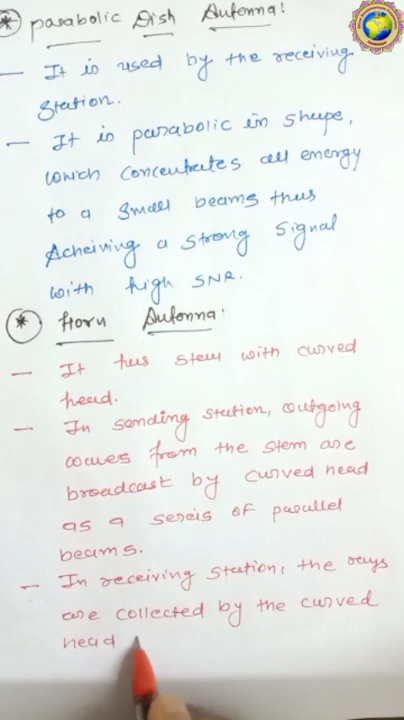 * Parabolic Dish Antenna:
— It is used by the receiving
station.
— It is parabolic in shape,
which concentrates all energy
to a small beams thus
Acheiving a strong signal
with high SNR.
* Horn Antenna:
— It has stem with curved
head.
— In sending station, outgoing
waves from the stem are
broadcast by curved head
as a sereis of parallel
beams.
— In receiving station, the rays
are collected by the curved
head